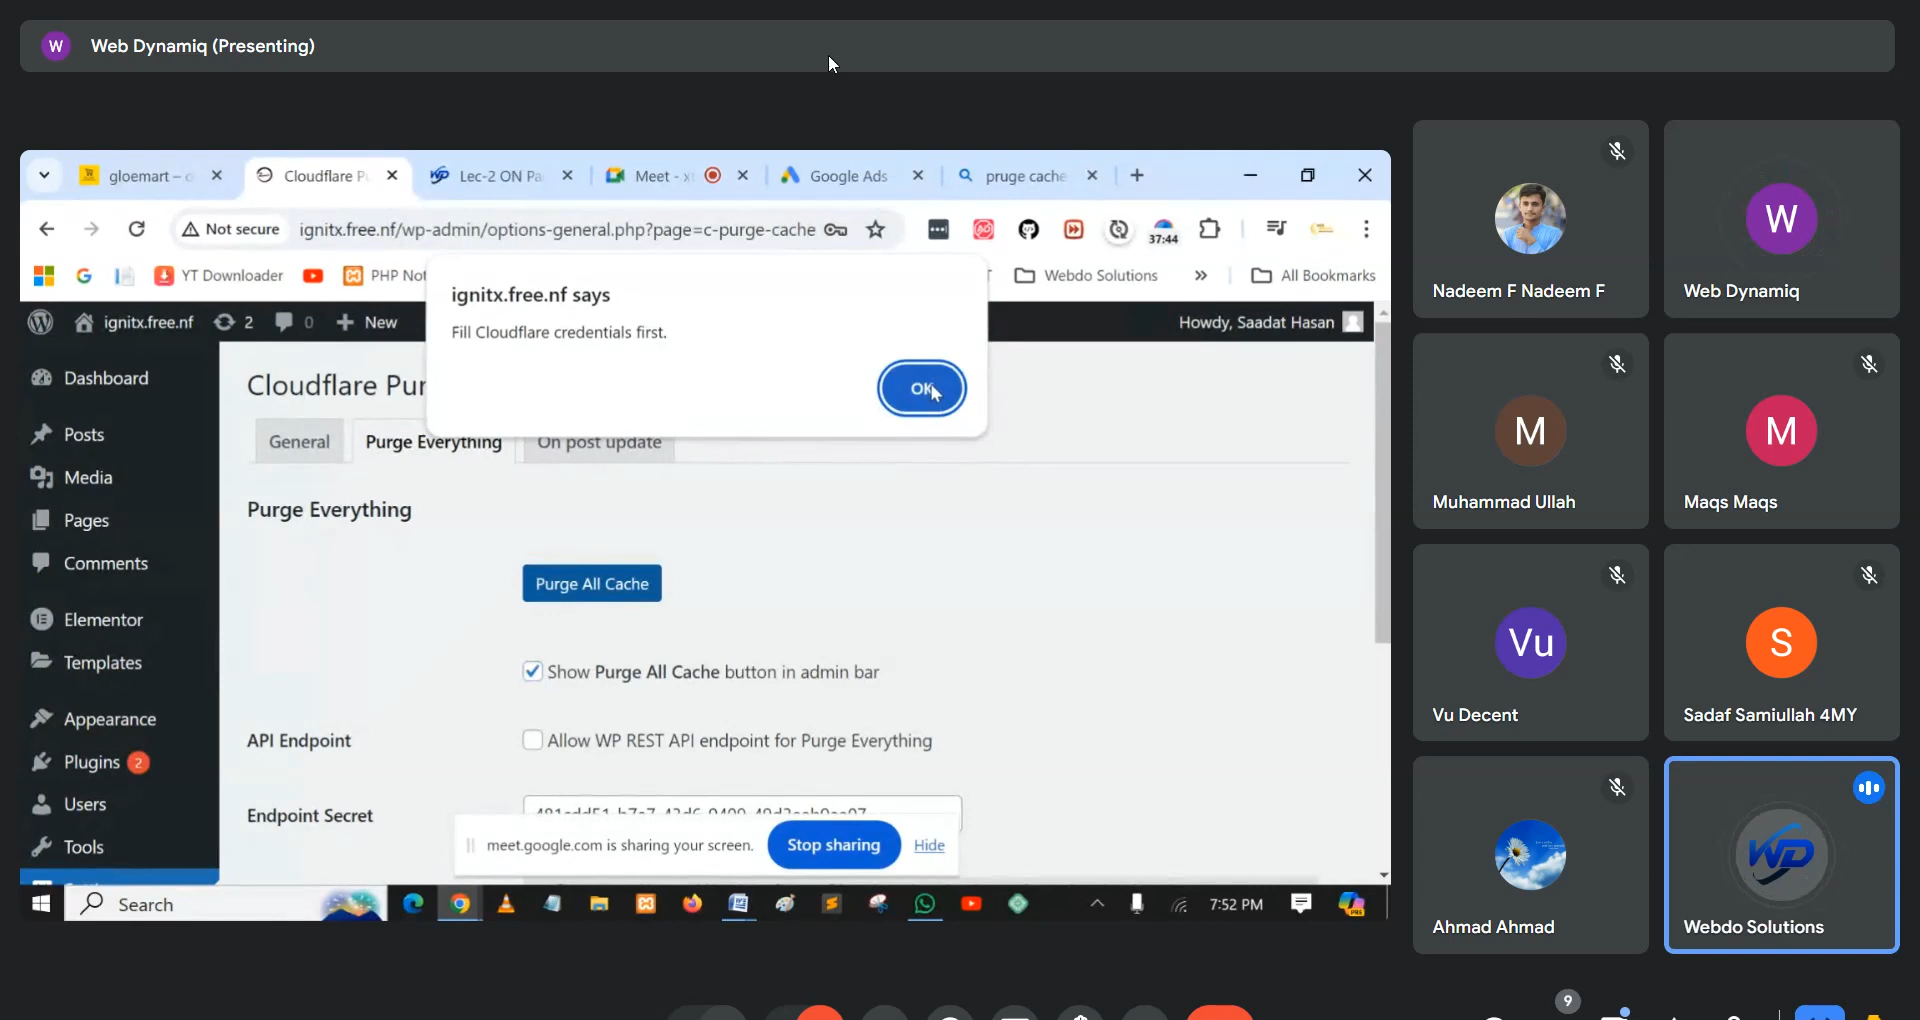 W Web Dynamiq (Presenting)
gloemart – o
Cloudflare P
Lec-2 ON Pa
Meet - x
Google Ads
pruge cache
Not secure
ignitx.free.nf/wp-admin/options-general.php?page=c-purge-cache
37:44
YT Downloader
PHP Not
Webdo Solutions
All Bookmarks
ignitx.free.nf says
Fill Cloudflare credentials first.
OK
ignitx.free.nf
2
0
New
Howdy, Saadat Hasan
Dashboard
Posts
Media
Pages
Comments
Elementor
Templates
Appearance
Plugins 2
Users
Tools
Cloudflare Pur
General
Purge Everything
On post update
Purge Everything
Purge All Cache
Show Purge All Cache button in admin bar
API Endpoint
Allow WP REST API endpoint for Purge Everything
Endpoint Secret
meet.google.com is sharing your screen.
Stop sharing
Hide
Search
7:52 PM
Nadeem F Nadeem F
W
Web Dynamiq
M
Muhammad Ullah
M
Maqs Maqs
Vu
Vu Decent
S
Sadaf Samiullah 4MY
Ahmad Ahmad
WD
Webdo Solutions
9